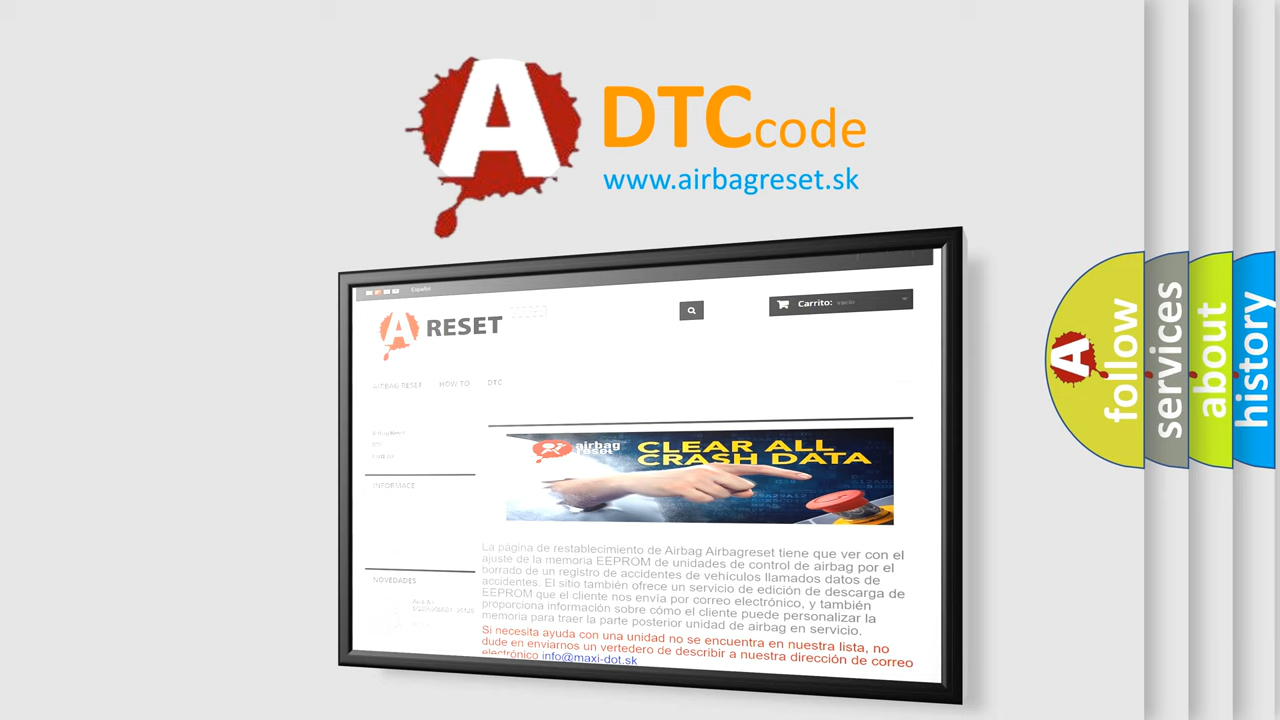 A DTCcode
www.airbagreset.sk
Español
A RESET
Carrito: vacío
AIRBAG RESET HOW TO DTC
Airbag Reset
DTC
INFORMACE
airbag
reset
CLEAR ALL
CRASH DATA
NOVEDADES
La página de restablecimiento de Airbag Airbagreset tiene que ver con el
ajuste de la memoria EEPROM de unidades de control de airbag por el
borrado de un registro de accidentes de vehículos llamados datos de
accidentes. El sitio también ofrece un servicio de edición de descarga de
EEPROM que el cliente nos envía por correo electrónico, y también
proporciona información sobre cómo el cliente puede personalizar la
memoria para traer la parte posterior unidad de airbag en servicio.
Si necesita ayuda con una unidad no se encuentra en nuestra lista, no
dude en enviarnos un vertedero de describir a nuestra dirección de correo
electrónico info@maxi-dot.sk
A
follow
services
about
history